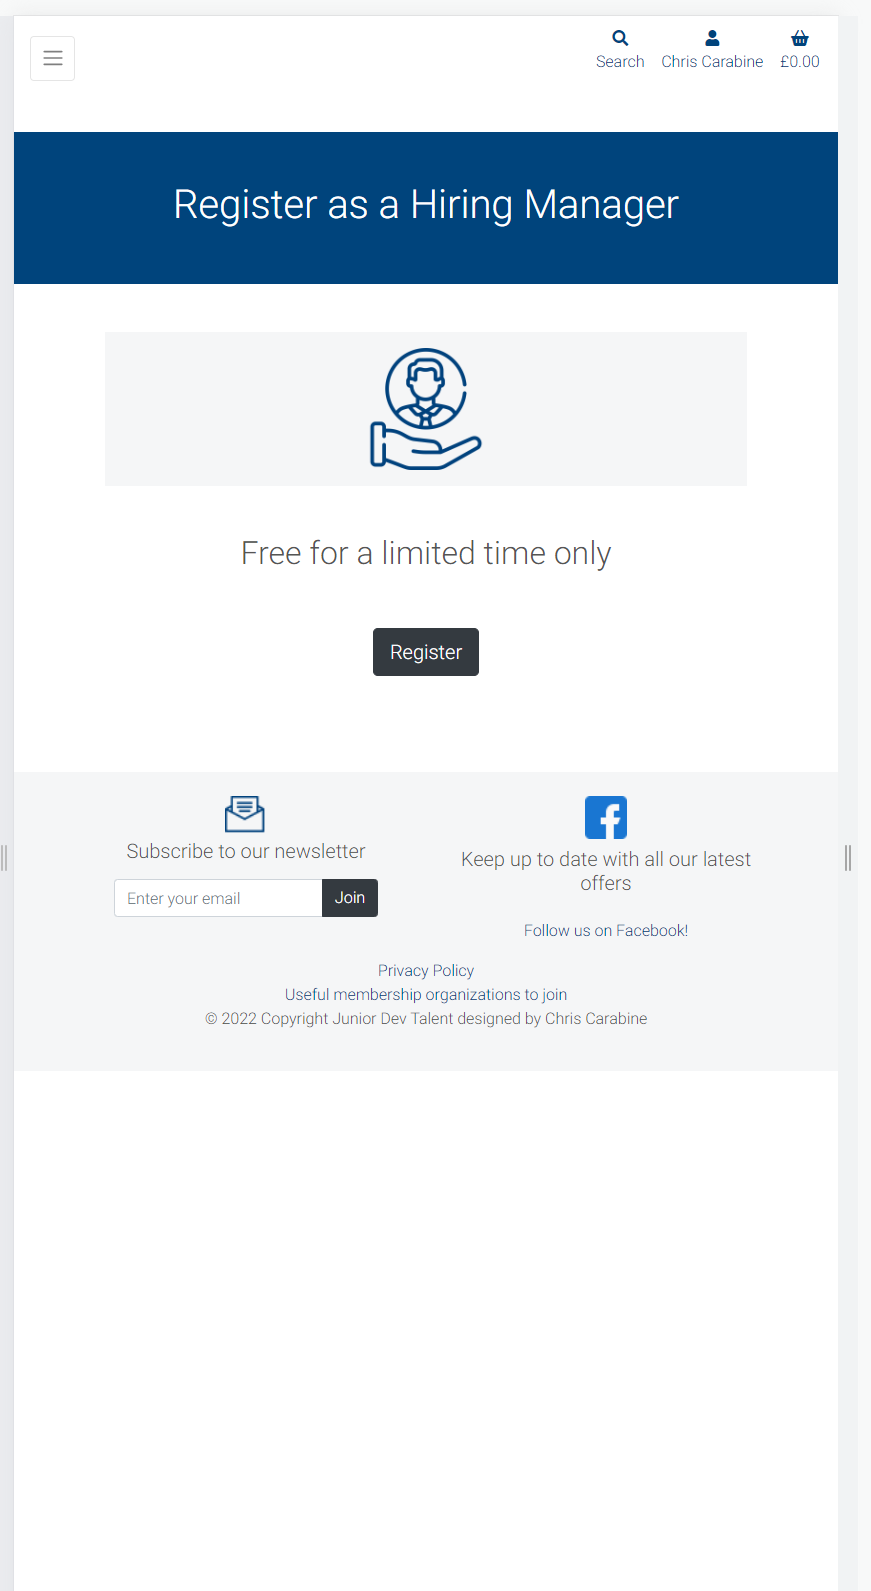 Search
Chris Carabine
£0.00
Register as a Hiring Manager
Free for a limited time only
Register
Subscribe to our newsletter
Enter your email
Join
Keep up to date with all our latest
offers
Follow us on Facebook!
Privacy Policy
Useful membership organizations to join
© 2022 Copyright Junior Dev Talent designed by Chris Carabine